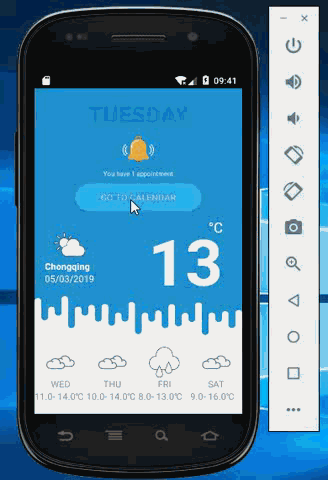 09:41
TUESDAY
You have 1 appointment
GO TO CALENDAR
°C
13
Chongqing
05/03/2019
WED THU FRI SAT
11.0- 14.0°C 10.0- 14.0°C 8.0- 13.0°C 9.0- 16.0°C